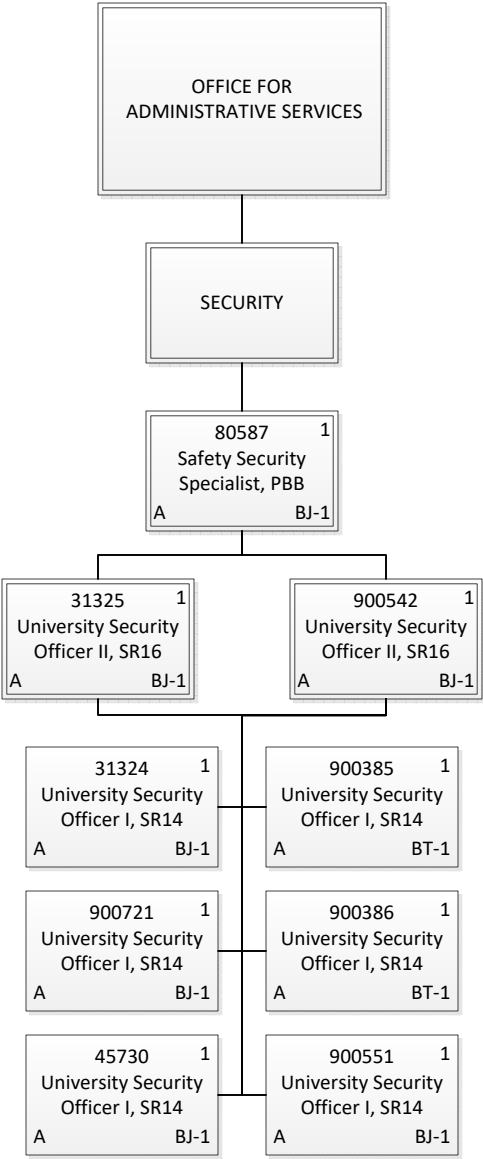 OFFICE FOR
ADMINISTRATIVE SERVICES
SECURITY
80587 1
Safety Security
Specialist, PBB
A BJ-1
31325 1
University Security
Officer II, SR16
A BJ-1
900542 1
University Security
Officer II, SR16
A BJ-1
31324 1
University Security
Officer I, SR14
A BJ-1
900385 1
University Security
Officer I, SR14
A BT-1
900721 1
University Security
Officer I, SR14
A BJ-1
900386 1
University Security
Officer I, SR14
A BT-1
45730 1
University Security
Officer I, SR14
A BJ-1
900551 1
University Security
Officer I, SR14
A BJ-1